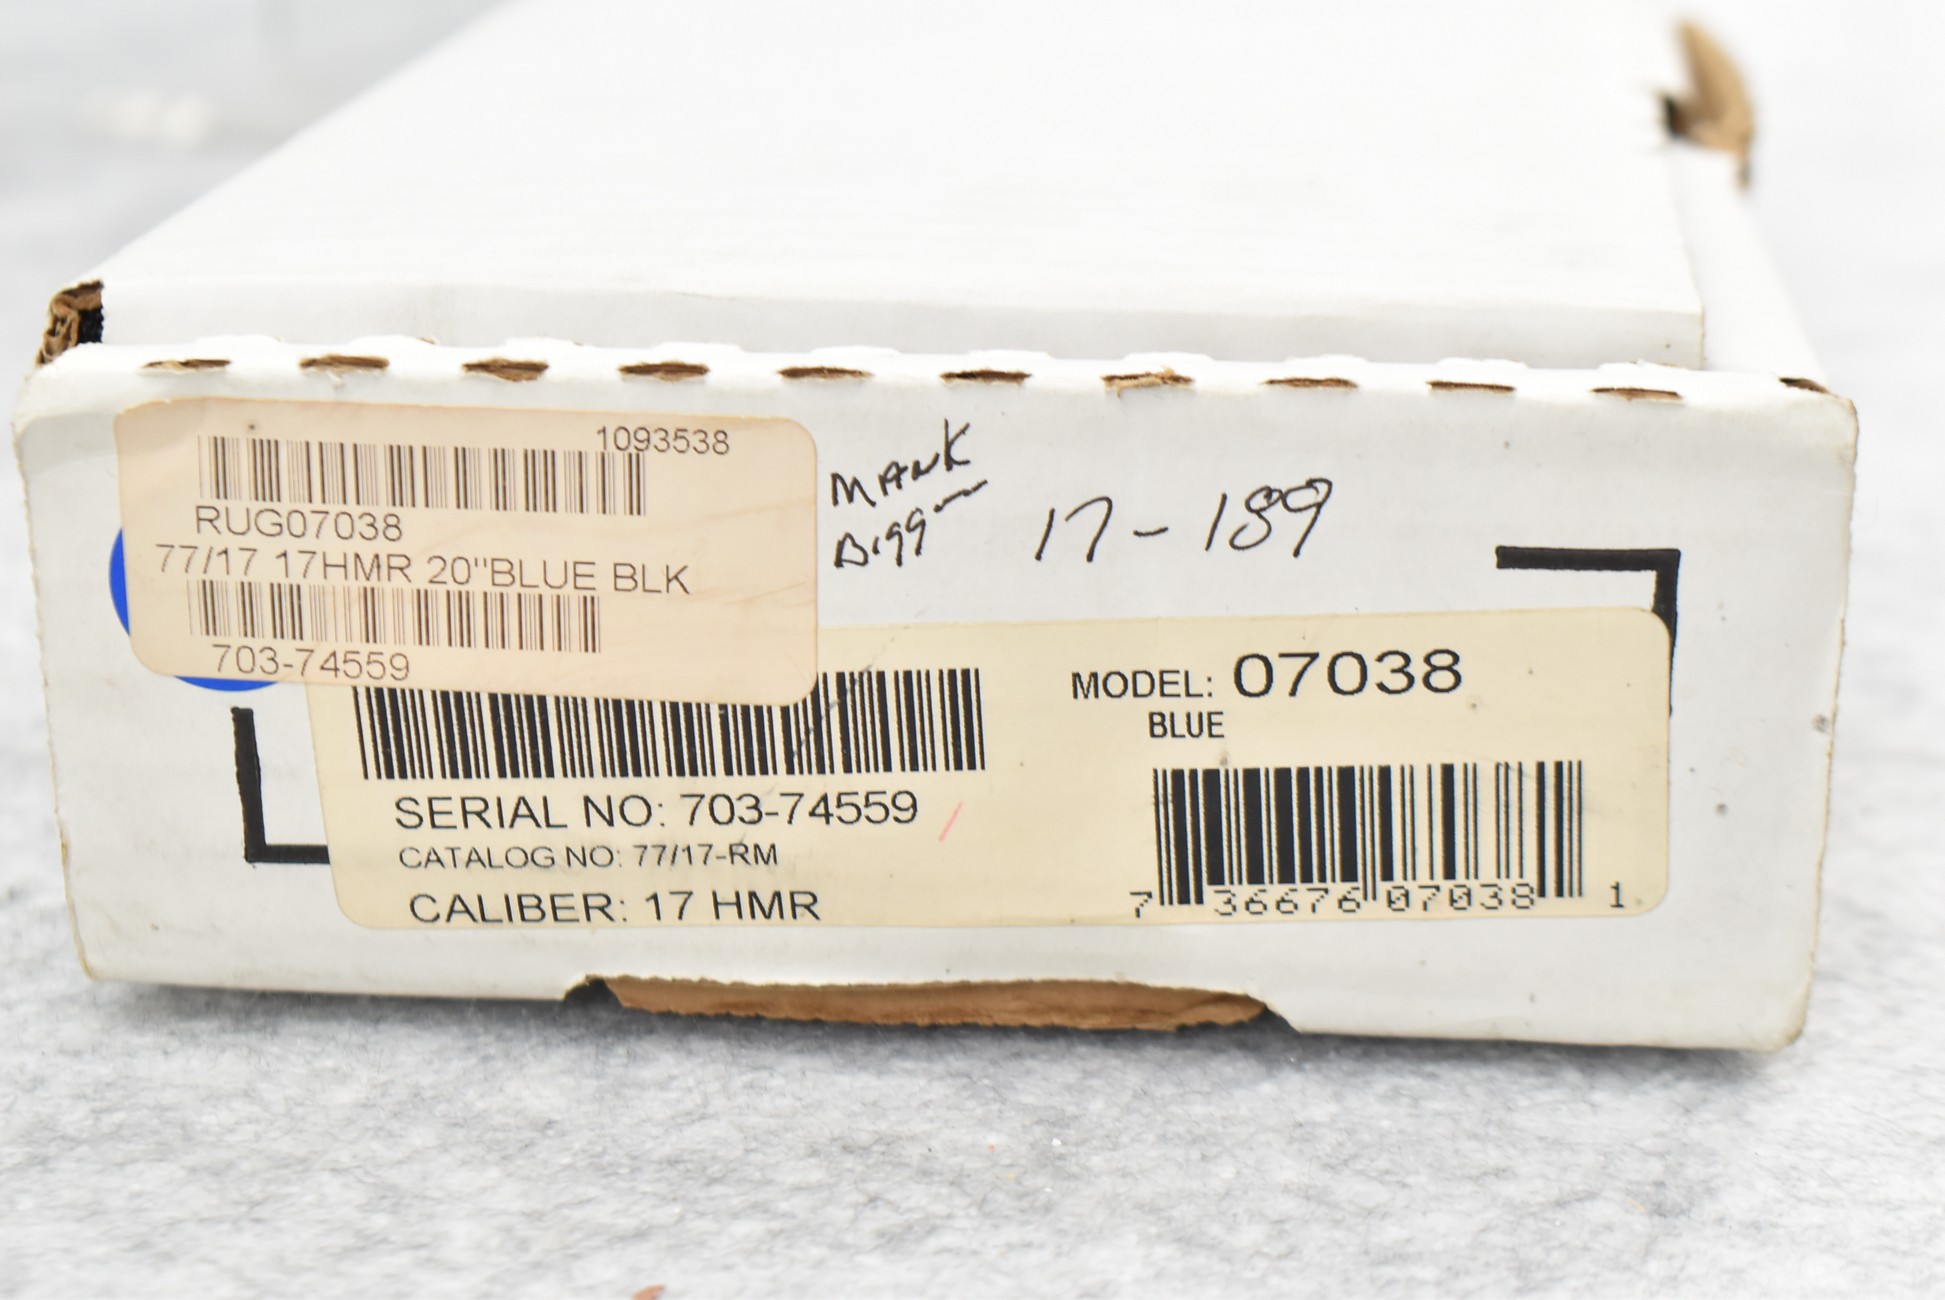 1093538
RUG07038
77/17 17HMR 20"BLUE BLK
703-74559
17-189
MODEL: 07038
BLUE
SERIAL NO: 703-74559
CATALOG NO: 77/17-RM
CALIBER: 17 HMR
7 36676 07038 1